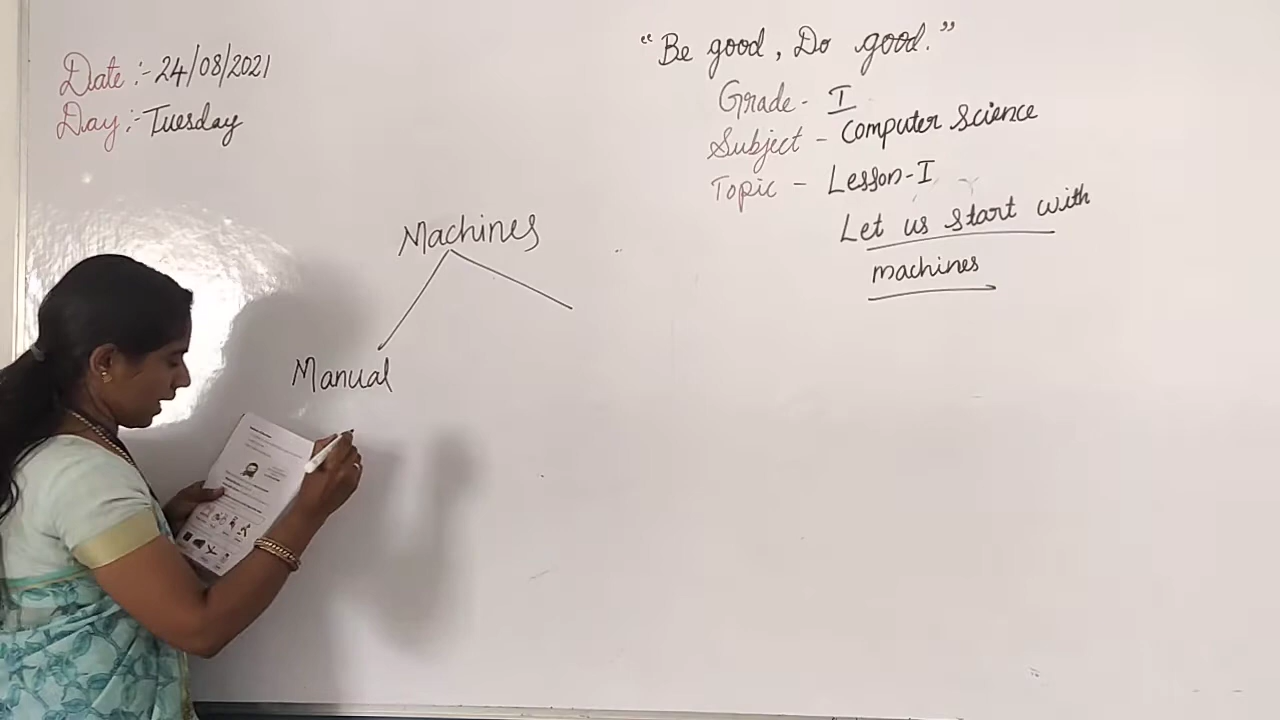 Date :- 24/08/2021
Day :- Tuesday
"Be good, Do good."
Grade - I
Subject - Computer Science
Topic - Lesson-I
Let us start with
machines
Machines
Manual